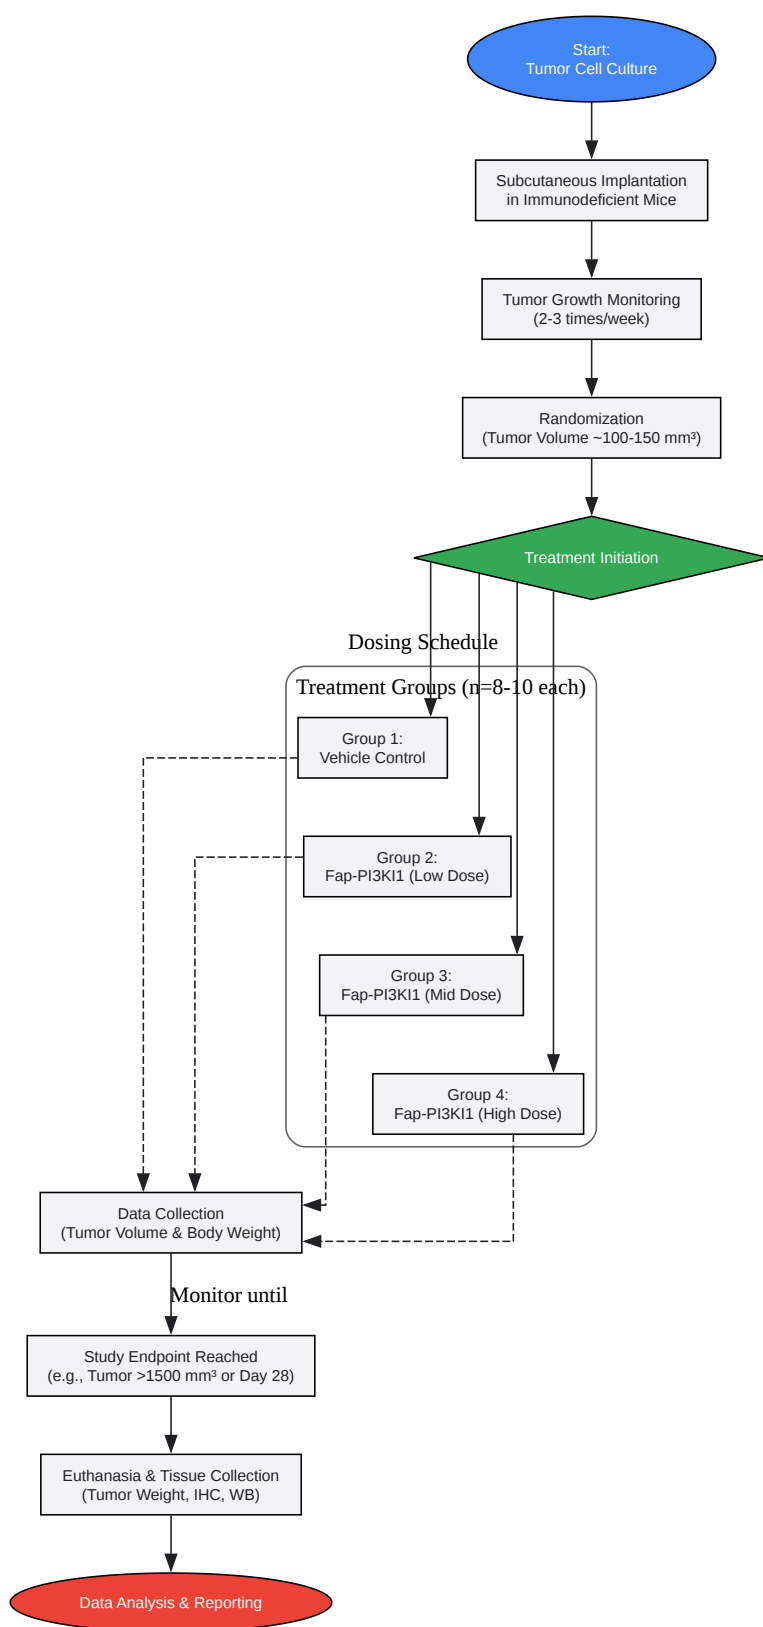 Start:
Tumor Cell Culture
Subcutaneous Implantation
in Immunodeficient Mice
Tumor Growth Monitoring
(2-3 times/week)
Randomization
(Tumor Volume ~100-150 mm³)
Treatment Initiation
Dosing Schedule
Treatment Groups (n=8-10 each)
Group 1:
Vehicle Control
Group 2:
Fap-PI3KI1 (Low Dose)
Group 3:
Fap-PI3KI1 (Mid Dose)
Group 4:
Fap-PI3KI1 (High Dose)
Data Collection
(Tumor Volume & Body Weight)
Monitor until
Study Endpoint Reached
(e.g., Tumor >1500 mm³ or Day 28)
Euthanasia & Tissue Collection
(Tumor Weight, IHC, WB)
Data Analysis & Reporting